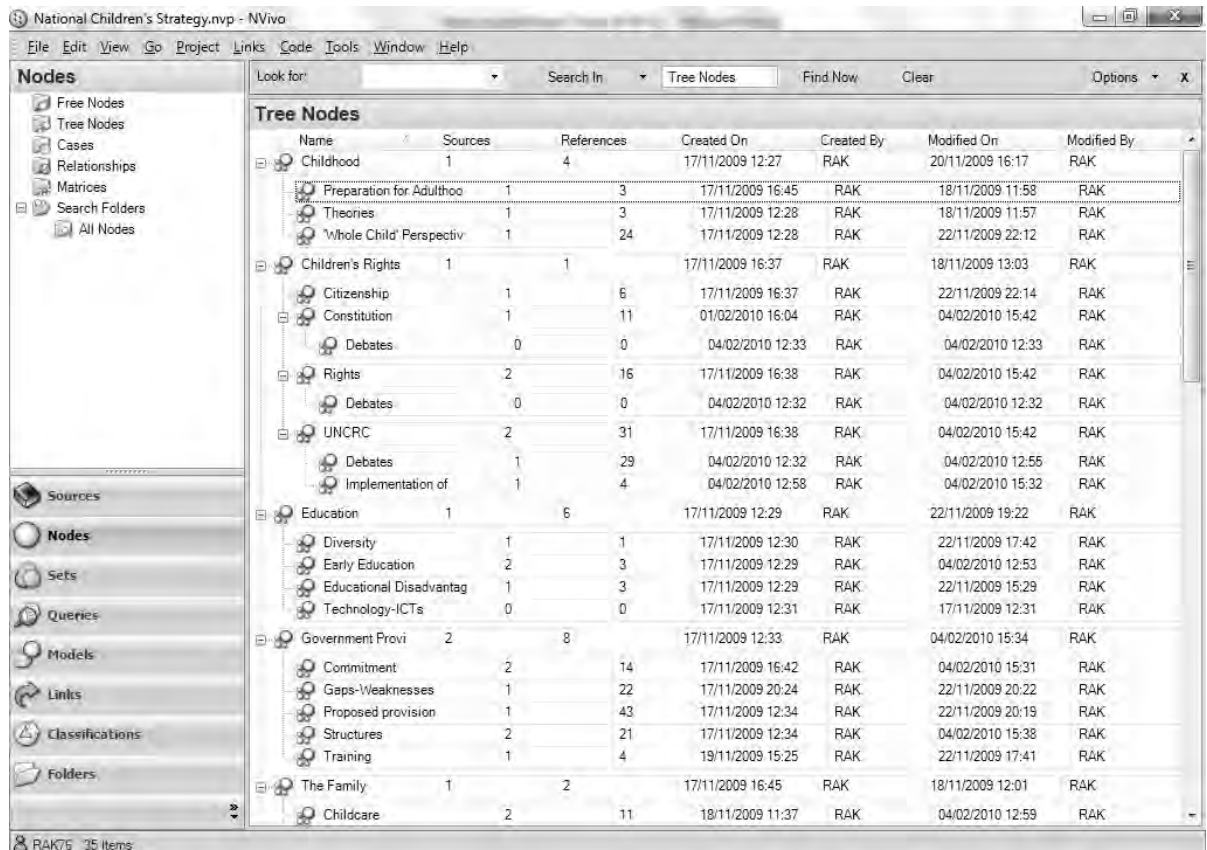 National Children's Strategy.nvp - NVivo
File Edit View Go Project Links Code Tools Window Help
Nodes
Free Nodes
Tree Nodes
Cases
Relationships
Matrices
Search Folders
All Nodes
Sources
Nodes
Sets
Queries
Models
Links
Classifications
Folders
Look for: Search In Tree Nodes Find Now Clear Options x
Tree Nodes
Name Sources References Created On Created By Modified On Modified By
Childhood 1 4 17/11/2009 12:27 RAK 20/11/2009 16:17 RAK
Preparation for Adulthoo 1 3 17/11/2009 16:45 RAK 18/11/2009 11:58 RAK
Theories 1 3 17/11/2009 12:28 RAK 18/11/2009 11:57 RAK
'Whole Child' Perspectiv 1 24 17/11/2009 12:28 RAK 22/11/2009 22:12 RAK
Children's Rights 1 1 17/11/2009 16:37 RAK 18/11/2009 13:03 RAK
Citizenship 1 6 17/11/2009 16:37 RAK 22/11/2009 22:14 RAK
Constitution 1 11 01/02/2010 16:04 RAK 04/02/2010 15:42 RAK
Debates 0 0 04/02/2010 12:33 RAK 04/02/2010 12:33 RAK
Rights 2 16 17/11/2009 16:38 RAK 04/02/2010 15:42 RAK
Debates 0 0 04/02/2010 12:32 RAK 04/02/2010 12:32 RAK
UNCRC 2 31 17/11/2009 16:38 RAK 04/02/2010 15:42 RAK
Debates 1 29 04/02/2010 12:32 RAK 04/02/2010 12:55 RAK
Implementation of 1 4 04/02/2010 12:58 RAK 04/02/2010 15:32 RAK
Education 1 6 17/11/2009 12:29 RAK 22/11/2009 19:22 RAK
Diversity 1 1 17/11/2009 12:30 RAK 22/11/2009 17:42 RAK
Early Education 2 3 17/11/2009 12:29 RAK 04/02/2010 12:53 RAK
Educational Disadvantag 1 3 17/11/2009 12:29 RAK 22/11/2009 15:29 RAK
Technology-ICTs 0 0 17/11/2009 12:31 RAK 17/11/2009 12:31 RAK
Government Provi 2 8 17/11/2009 12:33 RAK 04/02/2010 15:34 RAK
Commitment 2 14 17/11/2009 16:42 RAK 04/02/2010 15:31 RAK
Gaps-Weaknesses 1 22 17/11/2009 20:24 RAK 22/11/2009 20:22 RAK
Proposed provision 1 43 17/11/2009 12:34 RAK 22/11/2009 20:19 RAK
Structures 2 21 17/11/2009 12:34 RAK 04/02/2010 15:38 RAK
Training 1 4 19/11/2009 15:25 RAK 22/11/2009 17:41 RAK
The Family 1 2 17/11/2009 16:45 RAK 18/11/2009 12:01 RAK
Childcare 2 11 18/11/2009 11:37 RAK 04/02/2010 12:59 RAK
35 Items